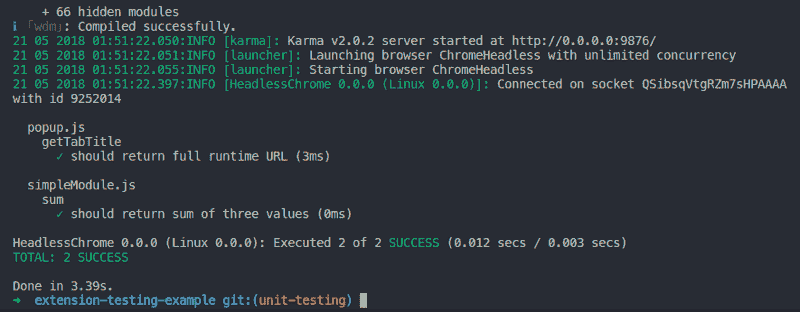 + 66 hidden modules
ℹ ｢wdm｣: Compiled successfully.
21 05 2018 01:51:22.050:INFO [karma]: Karma v2.0.2 server started at http://0.0.0.0:9876/
21 05 2018 01:51:22.051:INFO [launcher]: Launching browser ChromeHeadless with unlimited concurrency
21 05 2018 01:51:22.055:INFO [launcher]: Starting browser ChromeHeadless
21 05 2018 01:51:22.397:INFO [HeadlessChrome 0.0.0 (Linux 0.0.0)]: Connected on socket QSibsqVtgRZm7sHPAAAA
with id 9252014
popup.js
getTabTitle
✓ should return full runtime URL (3ms)
simpleModule.js
sum
✓ should return sum of three values (0ms)
HeadlessChrome 0.0.0 (Linux 0.0.0): Executed 2 of 2 SUCCESS (0.012 secs / 0.003 secs)
TOTAL: 2 SUCCESS
Done in 3.39s.
➜ extension-testing-example git:(unit-testing)